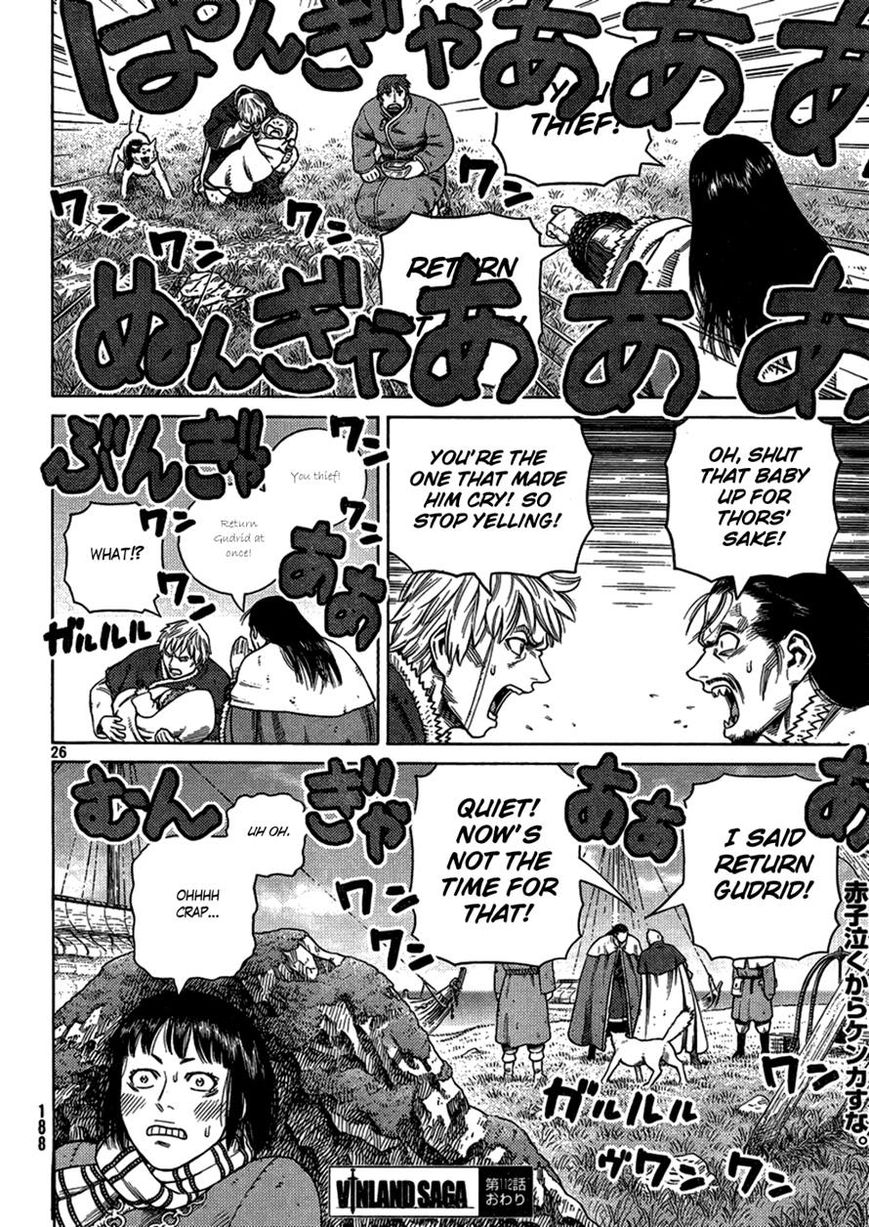 ぱんぎゃあああ
YOU
THIEF!
ワン
ワン
ワン
ワン
RETURN
ぬんぎゃああああ
OH, SHUT
THAT BABY
UP FOR
THORS'
SAKE!
YOU'RE THE
ONE THAT MADE
HIM CRY! SO
STOP YELLING!
ぶんぎゃ
ああ
ワン
ワン
ワン
ワン
You thief!
Return
Gudrid at
once!
WHAT!?
ガルルルル
26
I SAID
RETURN
GUDRID!
QUIET!
NOW'S
NOT THE
TIME FOR
THAT!
むんぎゃあぁあ
ワン
ワン
UH OH.
OHHHH
CRAP...
ガルルルル
ワン
ヴワンワン
赤子泣くからケンカすな。
188
VINLAND SAGA
第112話
おわり